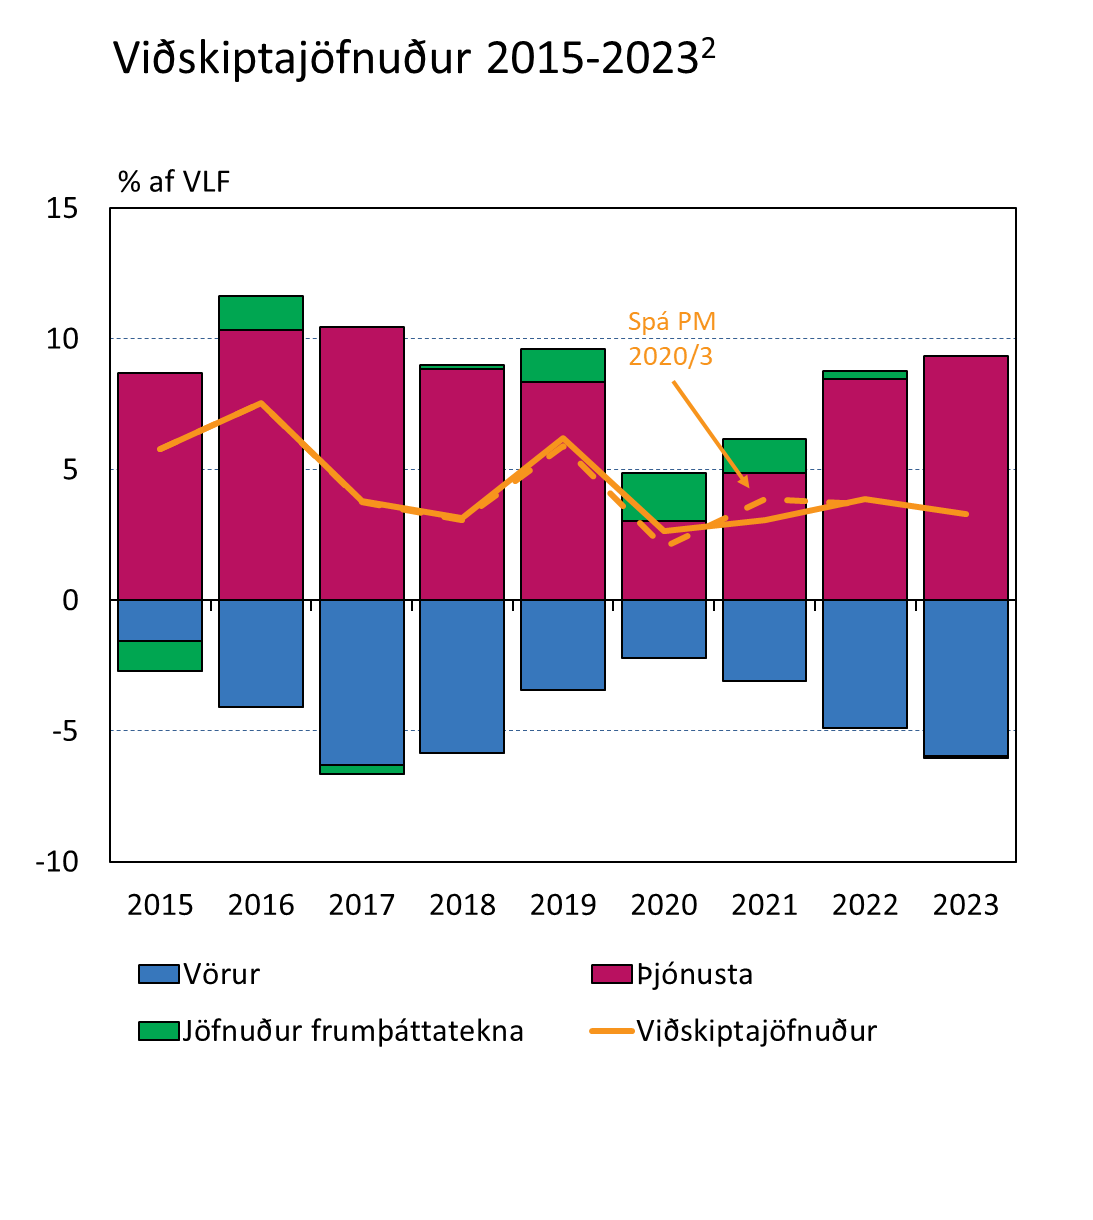 Viðskiptajöfnuður 2015-2023²
% af VLF
15
10
5
0
-5
-10
Spá PM
2020/3
2015 2016 2017 2018 2019 2020 2021 2022 2023
Vörur Þjónusta
Jöfnuður frumþáttatekna Viðskiptajöfnuður